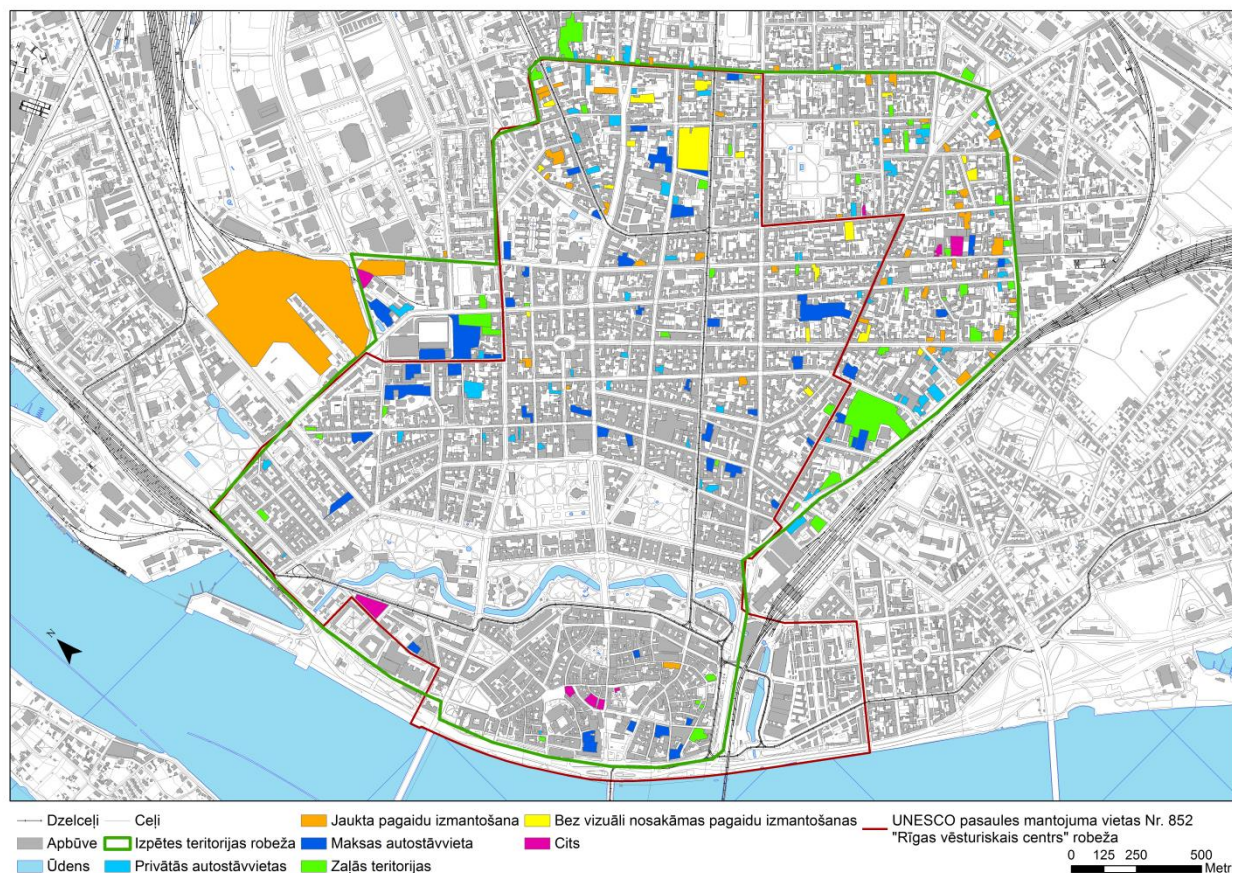 N
Dzelceļi
Ceļi
Jaukta pagaidu izmantošana
Bez vizuāli nosakāmas pagaidu izmantošanas
UNESCO pasaules mantojuma vietas Nr. 852
"Rīgas vēsturiskais centrs" robeža
Apbūve
Izpētes teritorijas robeža
Maksas autostāvvieta
Cits
Ūdens
Privātās autostāvvietas
Zaļās teritorijas
0 125 250 500
Metr